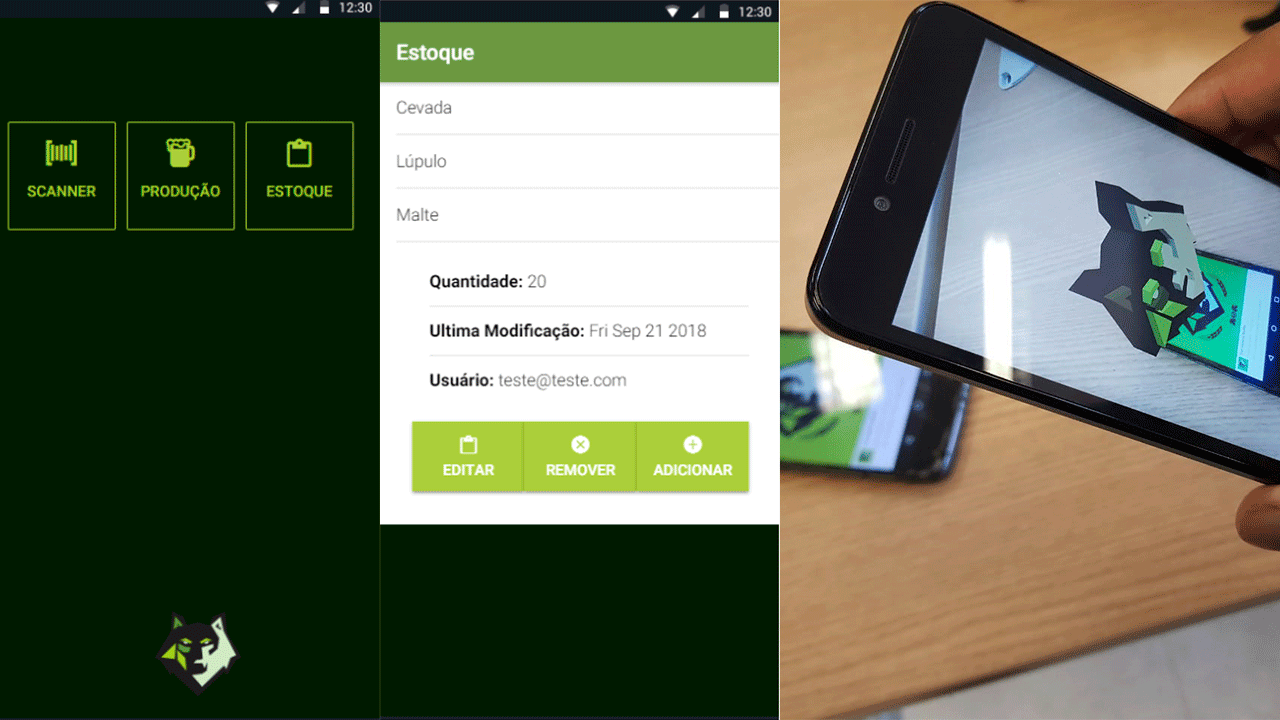 12:30
SCANNER
PRODUÇÃO
ESTOQUE
12:30
Estoque
Cevada
Lúpulo
Malte
Quantidade: 20
Ultima Modificação: Fri Sep 21 2018
Usuário: teste@teste.com
EDITAR
REMOVER
ADICIONAR